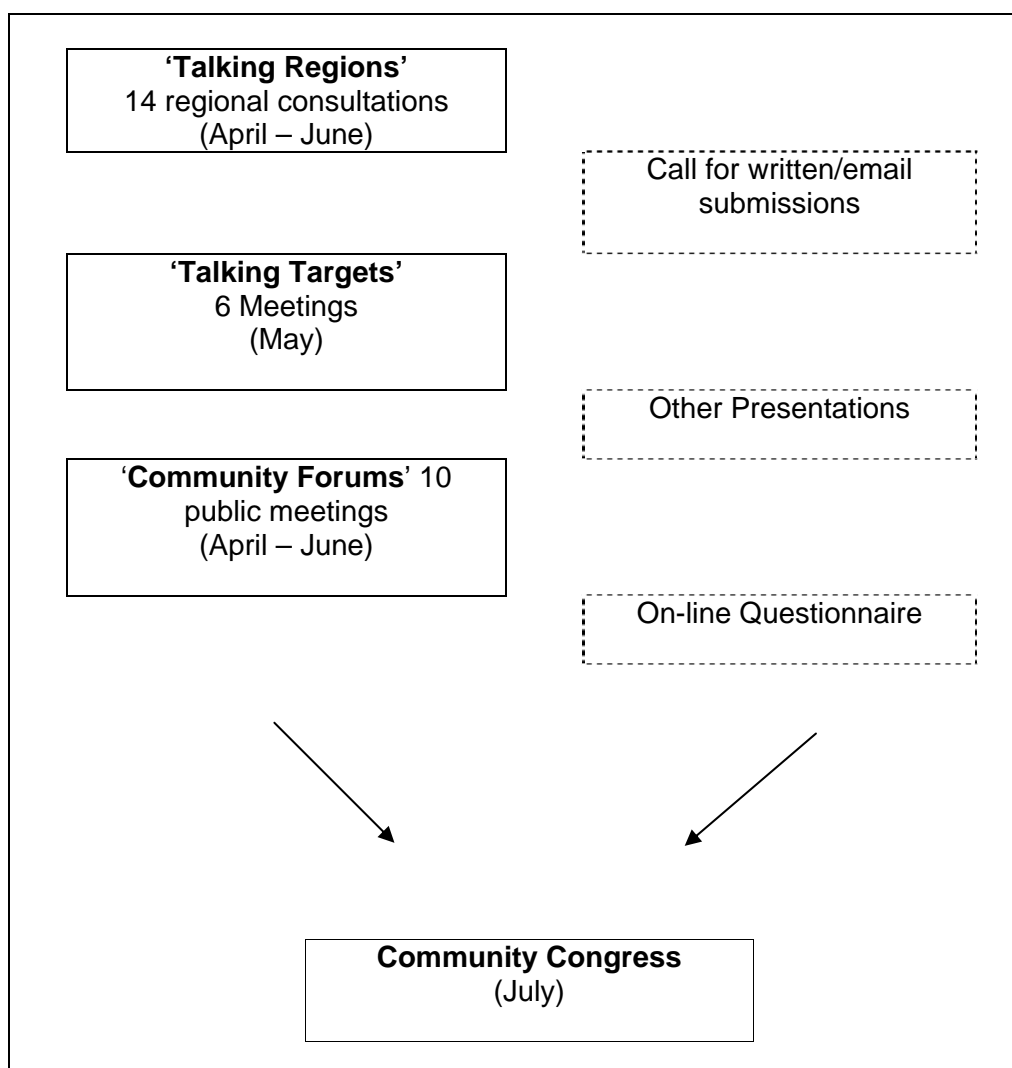 ‘Talking Regions’
14 regional consultations
(April – June)
Call for written/email
submissions
‘Talking Targets’
6 Meetings
(May)
Other Presentations
‘Community Forums’ 10
public meetings
(April – June)
On-line Questionnaire
Community Congress
(July)